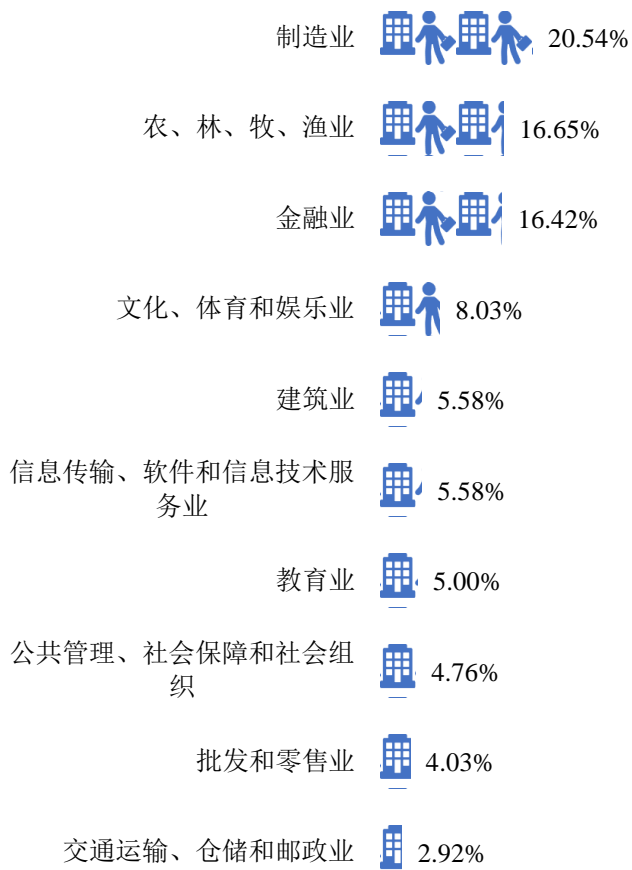 制造业 20.54%
农、林、牧、渔业 16.65%
金融业 16.42%
文化、体育和娱乐业 8.03%
建筑业 5.58%
信息传输、软件和信息技术服
务业 5.58%
教育业 5.00%
公共管理、社会保障和社会组
织 4.76%
批发和零售业 4.03%
交通运输、仓储和邮政业 2.92%